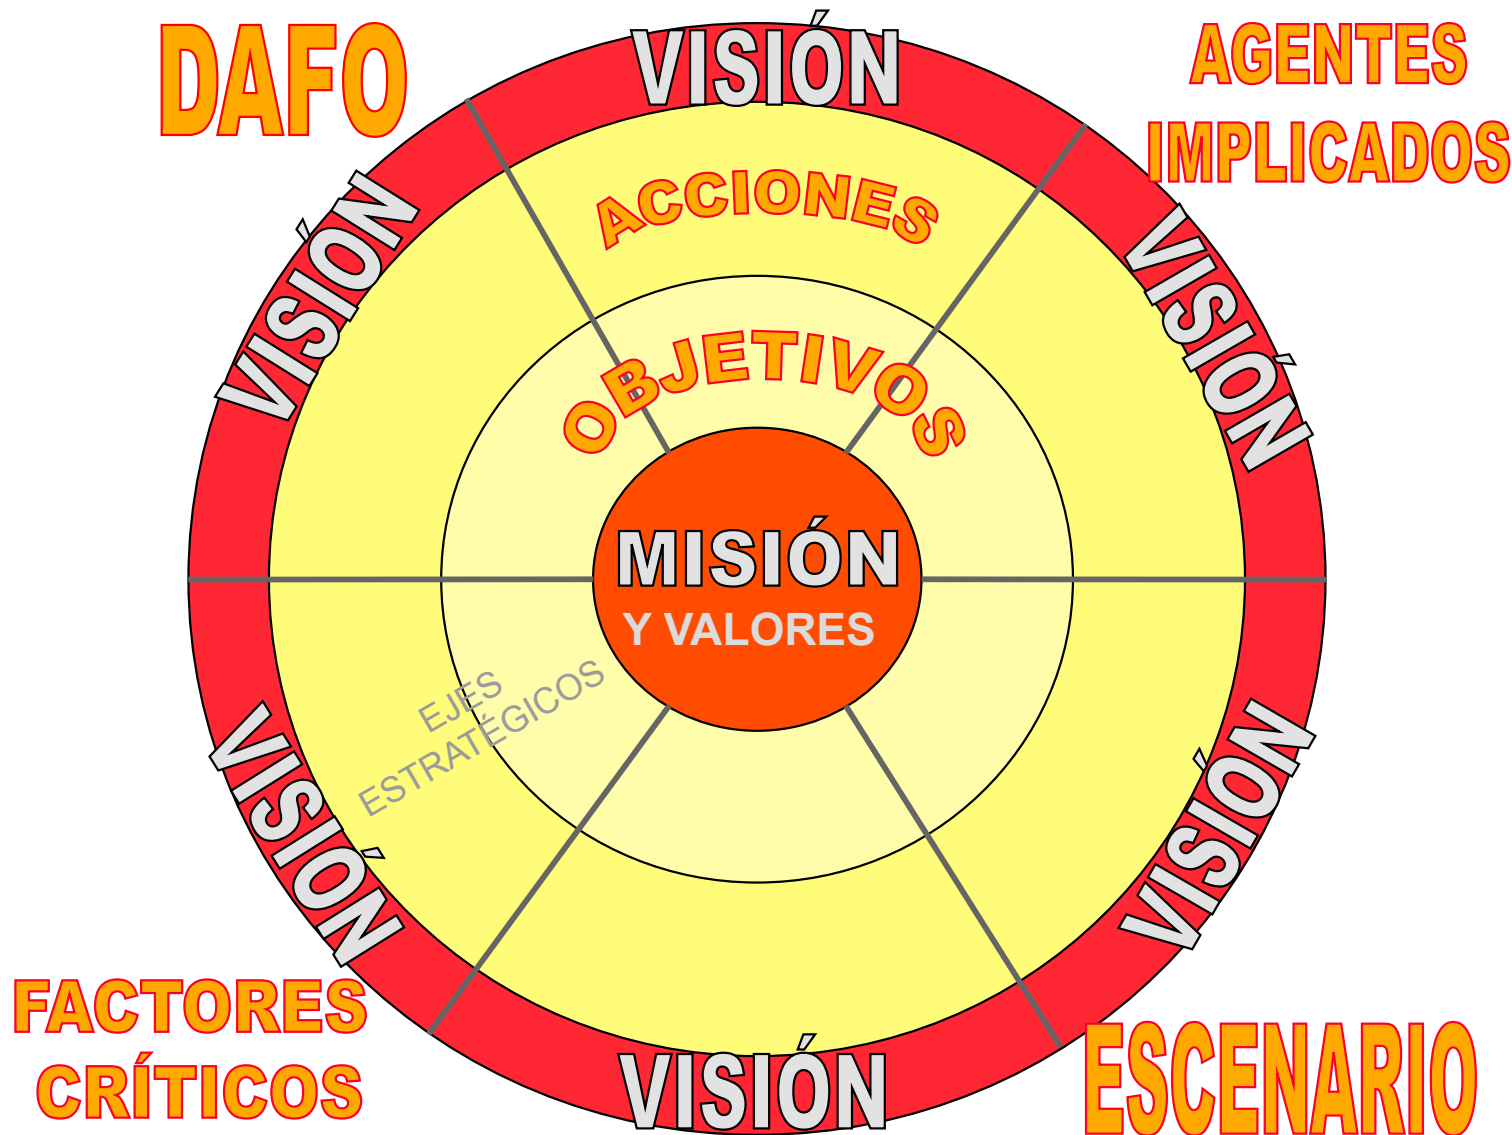 DAFO
VISIÓN
AGENTES
IMPLICADOS
ACCIONES
VISIÓN
VISIÓN
OBJETIVOS
MISIÓN
Y VALORES
EJES
ESTRATÉGICOS
VISIÓN
VISIÓN
FACTORES
CRÍTICOS
VISIÓN
ESCENARIO